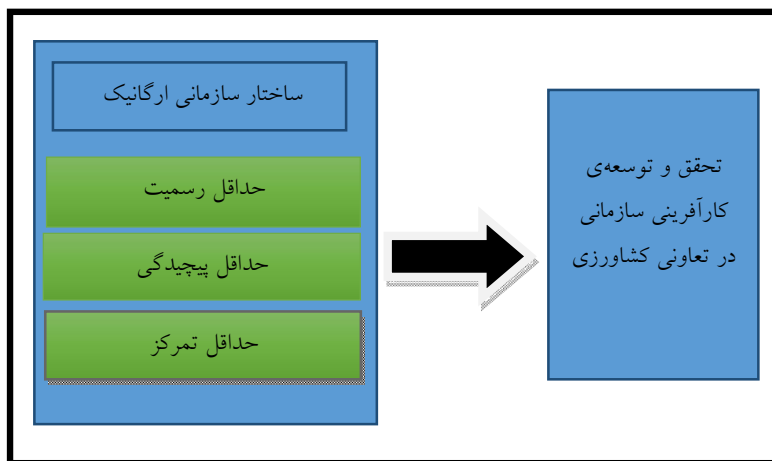 ساختار سازمانی ارگانیک
حداقل رسمیت
حداقل پیچیدگی
حداقل تمرکز
تحقق و توسعه‌ی
کارآفرینی سازمانی
در تعاونی کشاورزی